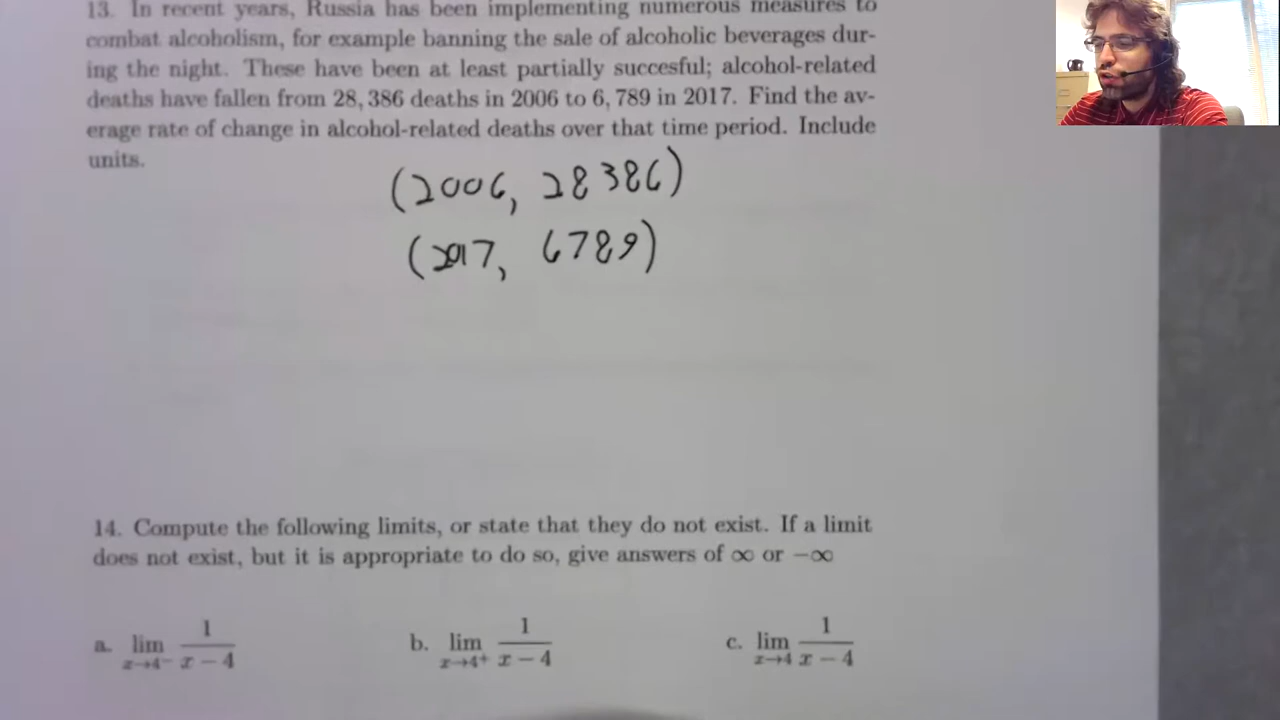 13. In recent years, Russia has been implementing numerous measures to
combat alcoholism, for example banning the sale of alcoholic beverages dur-
ing the night. These have been at least partially succesful; alcohol-related
deaths have fallen from 28,386 deaths in 2006 to 6,789 in 2017. Find the av-
erage rate of change in alcohol-related deaths over that time period. Include
units.
(2006, 28386)
(2017, 6789)
14. Compute the following limits, or state that they do not exist. If a limit
does not exist, but it is appropriate to do so, give answers of ∞ or −∞
a. lim x→4⁻ 1/(x − 4) b. lim x→4⁺ 1/(x − 4) c. lim x→4 1/(x − 4)